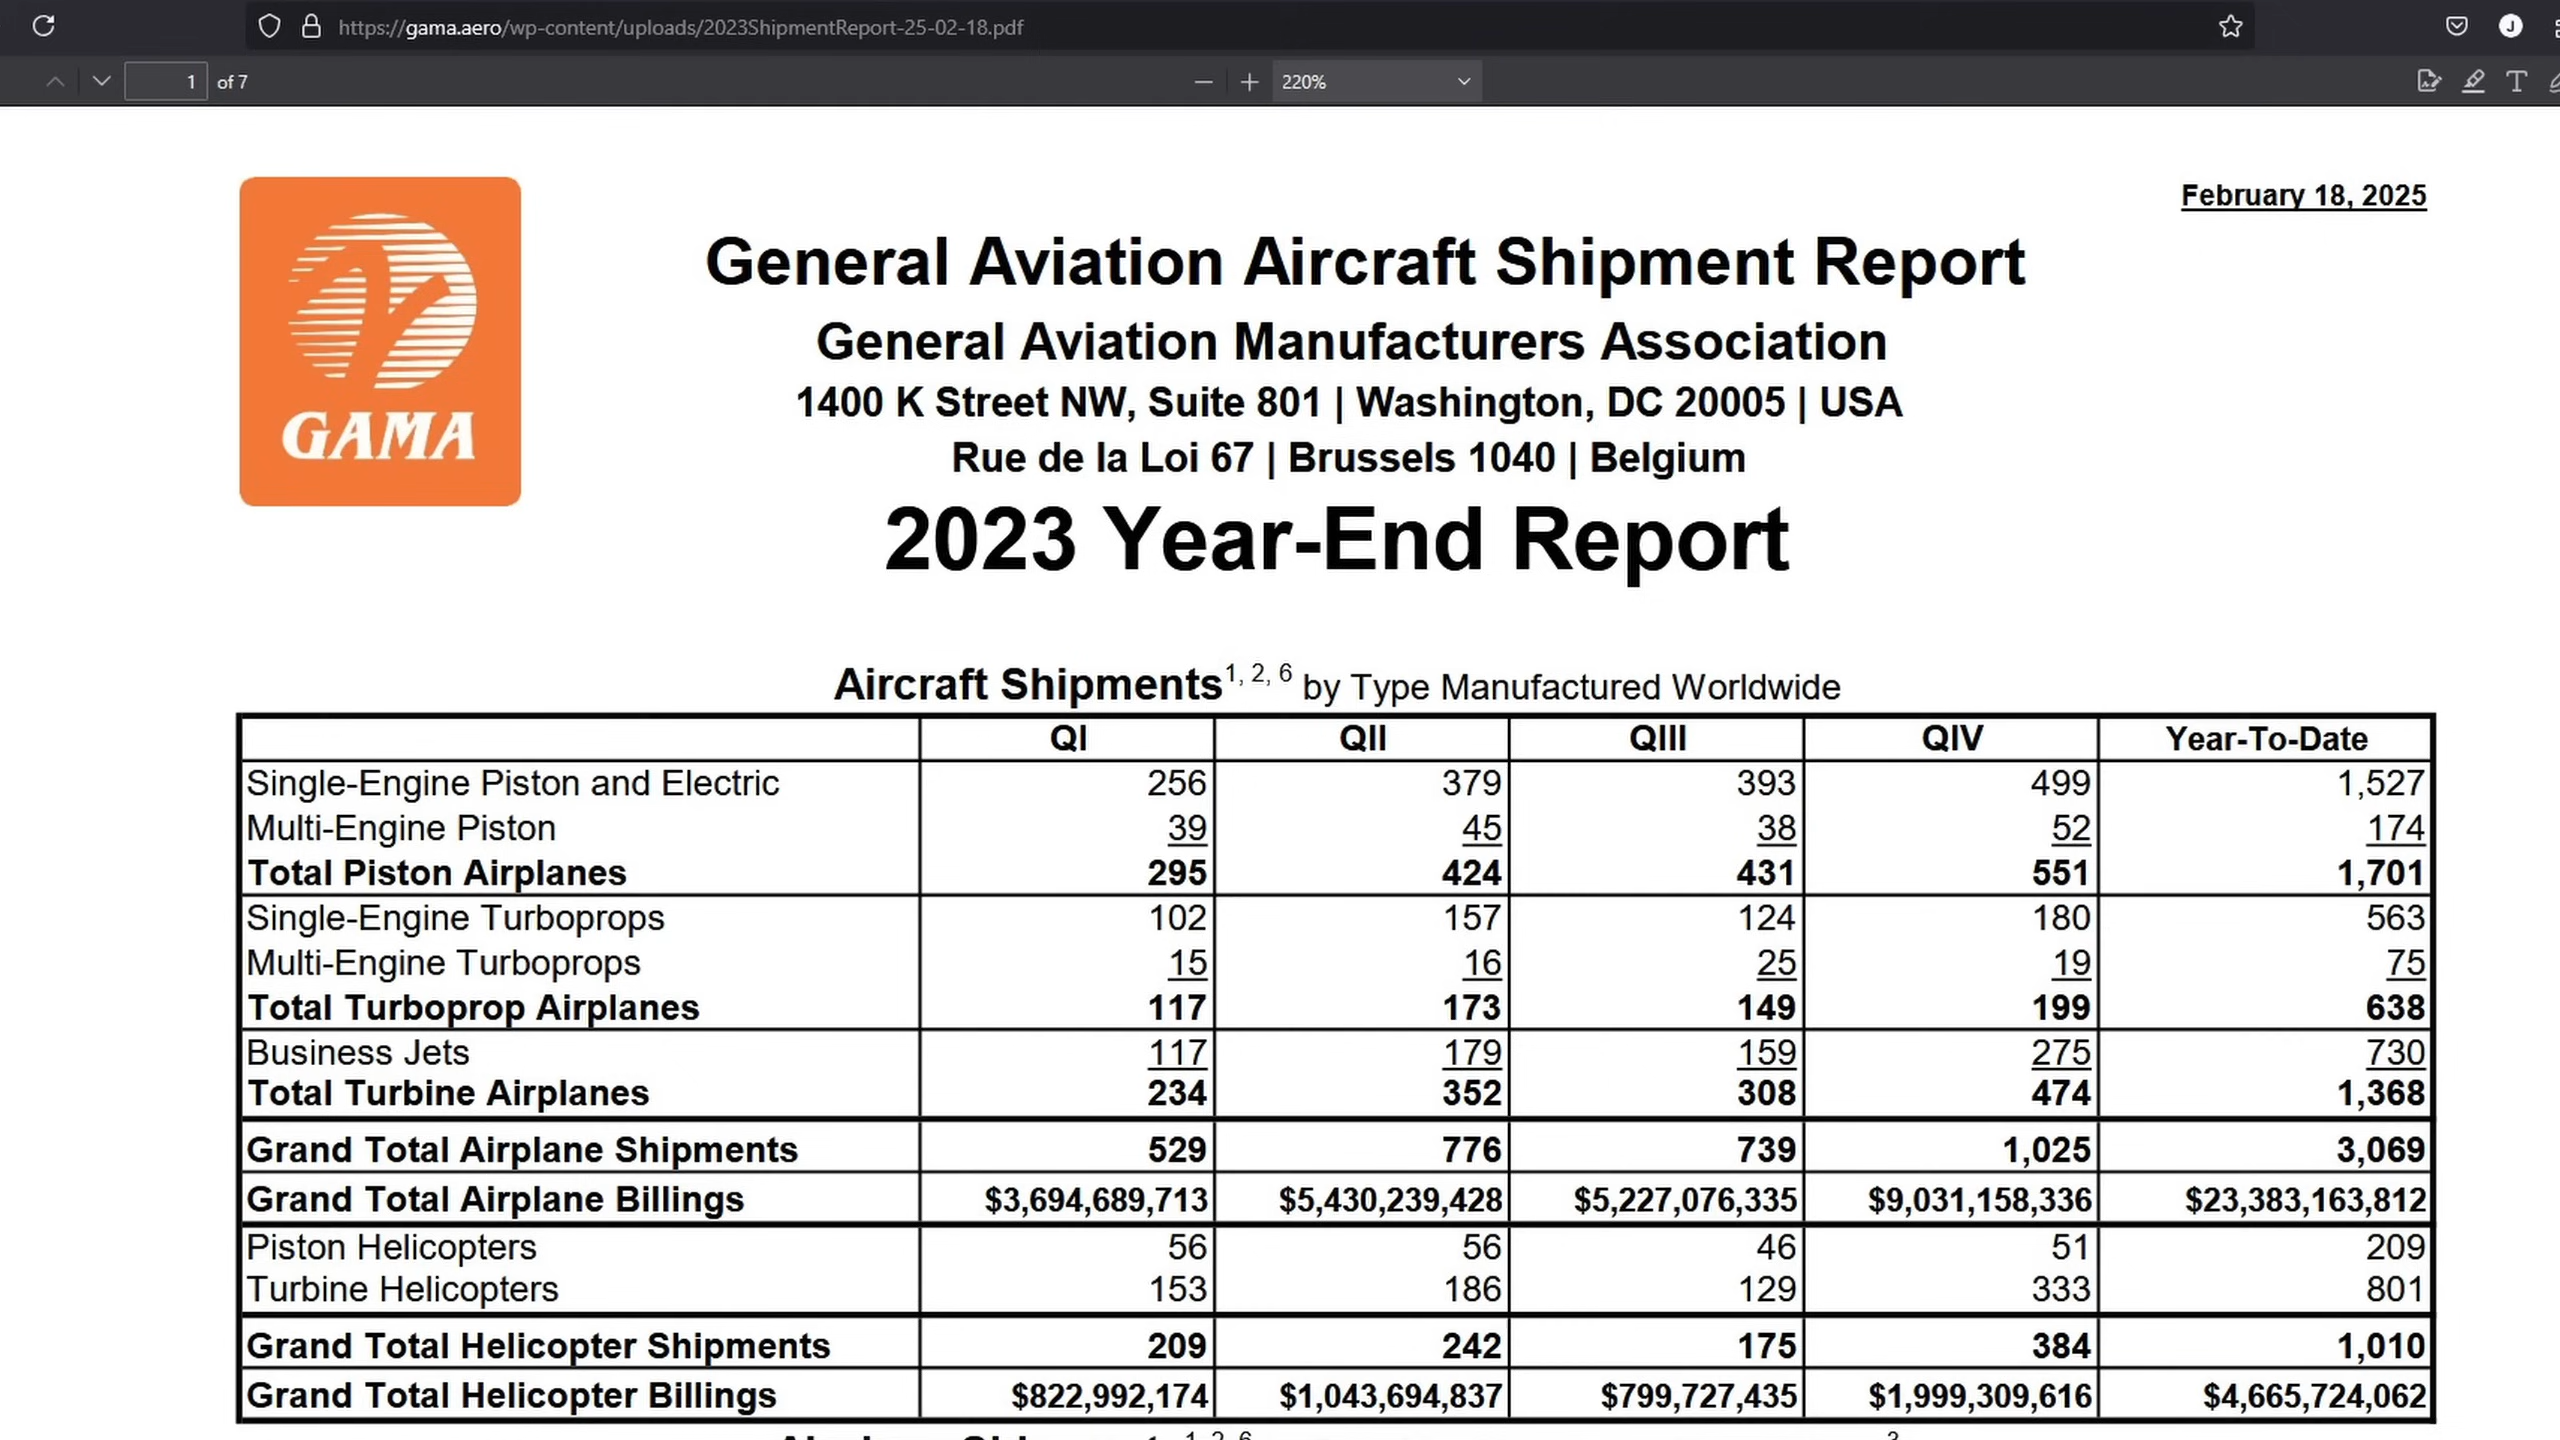 https://gama.aero/wp-content/uploads/2023ShipmentReport-25-02-18.pdf
J
1 of 7
220%
February 18, 2025
GAMA
General Aviation Aircraft Shipment Report
General Aviation Manufacturers Association
1400 K Street NW, Suite 801 | Washington, DC 20005 | USA
Rue de la Loi 67 | Brussels 1040 | Belgium
2023 Year-End Report
Aircraft Shipments1, 2, 6 by Type Manufactured Worldwide
QI QII QIII QIV Year-To-Date
Single-Engine Piston and Electric 256 379 393 499 1,527
Multi-Engine Piston 39 45 38 52 174
Total Piston Airplanes 295 424 431 551 1,701
Single-Engine Turboprops 102 157 124 180 563
Multi-Engine Turboprops 15 16 25 19 75
Total Turboprop Airplanes 117 173 149 199 638
Business Jets 117 179 159 275 730
Total Turbine Airplanes 234 352 308 474 1,368
Grand Total Airplane Shipments 529 776 739 1,025 3,069
Grand Total Airplane Billings $3,694,689,713 $5,430,239,428 $5,227,076,335 $9,031,158,336 $23,383,163,812
Piston Helicopters 56 56 46 51 209
Turbine Helicopters 153 186 129 333 801
Grand Total Helicopter Shipments 209 242 175 384 1,010
Grand Total Helicopter Billings $822,992,174 $1,043,694,837 $799,727,435 $1,999,309,616 $4,665,724,062